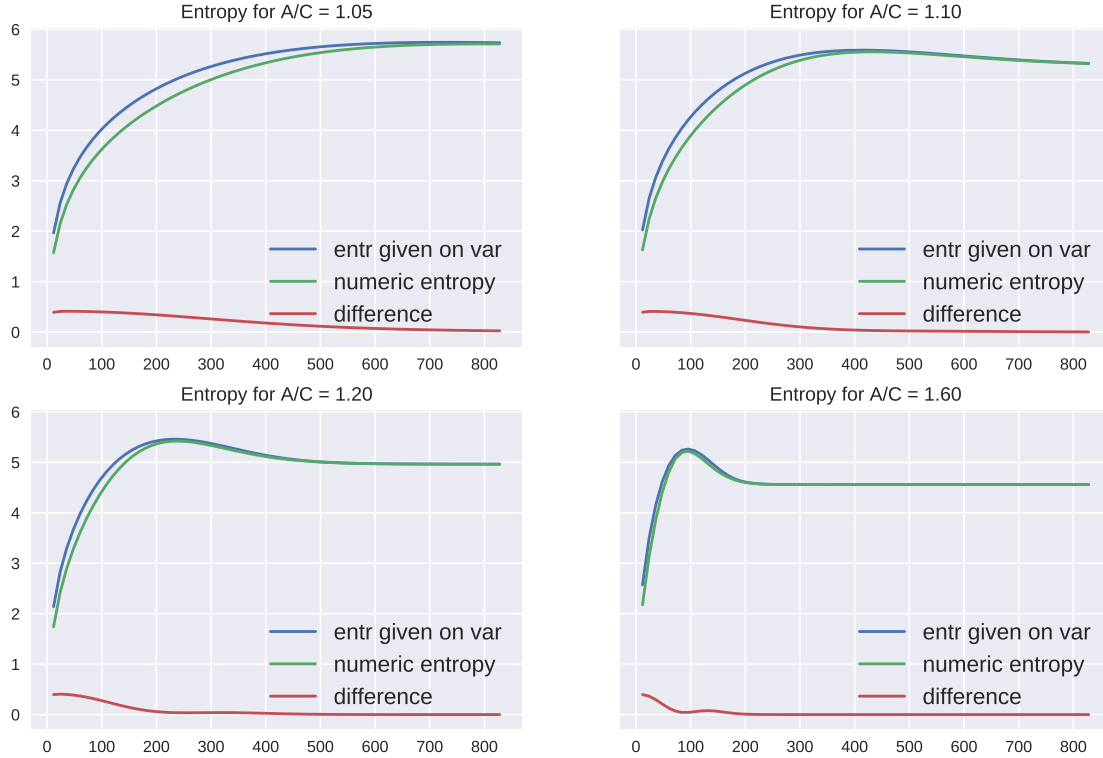 Entropy for A/C = 1.05
6
5
4
3
2
1
0
entr given on var
numeric entropy
difference
0 100 200 300 400 500 600 700 800
Entropy for A/C = 1.10
entr given on var
numeric entropy
difference
0 100 200 300 400 500 600 700 800
Entropy for A/C = 1.20
6
5
4
3
2
1
0
entr given on var
numeric entropy
difference
0 100 200 300 400 500 600 700 800
Entropy for A/C = 1.60
entr given on var
numeric entropy
difference
0 100 200 300 400 500 600 700 800